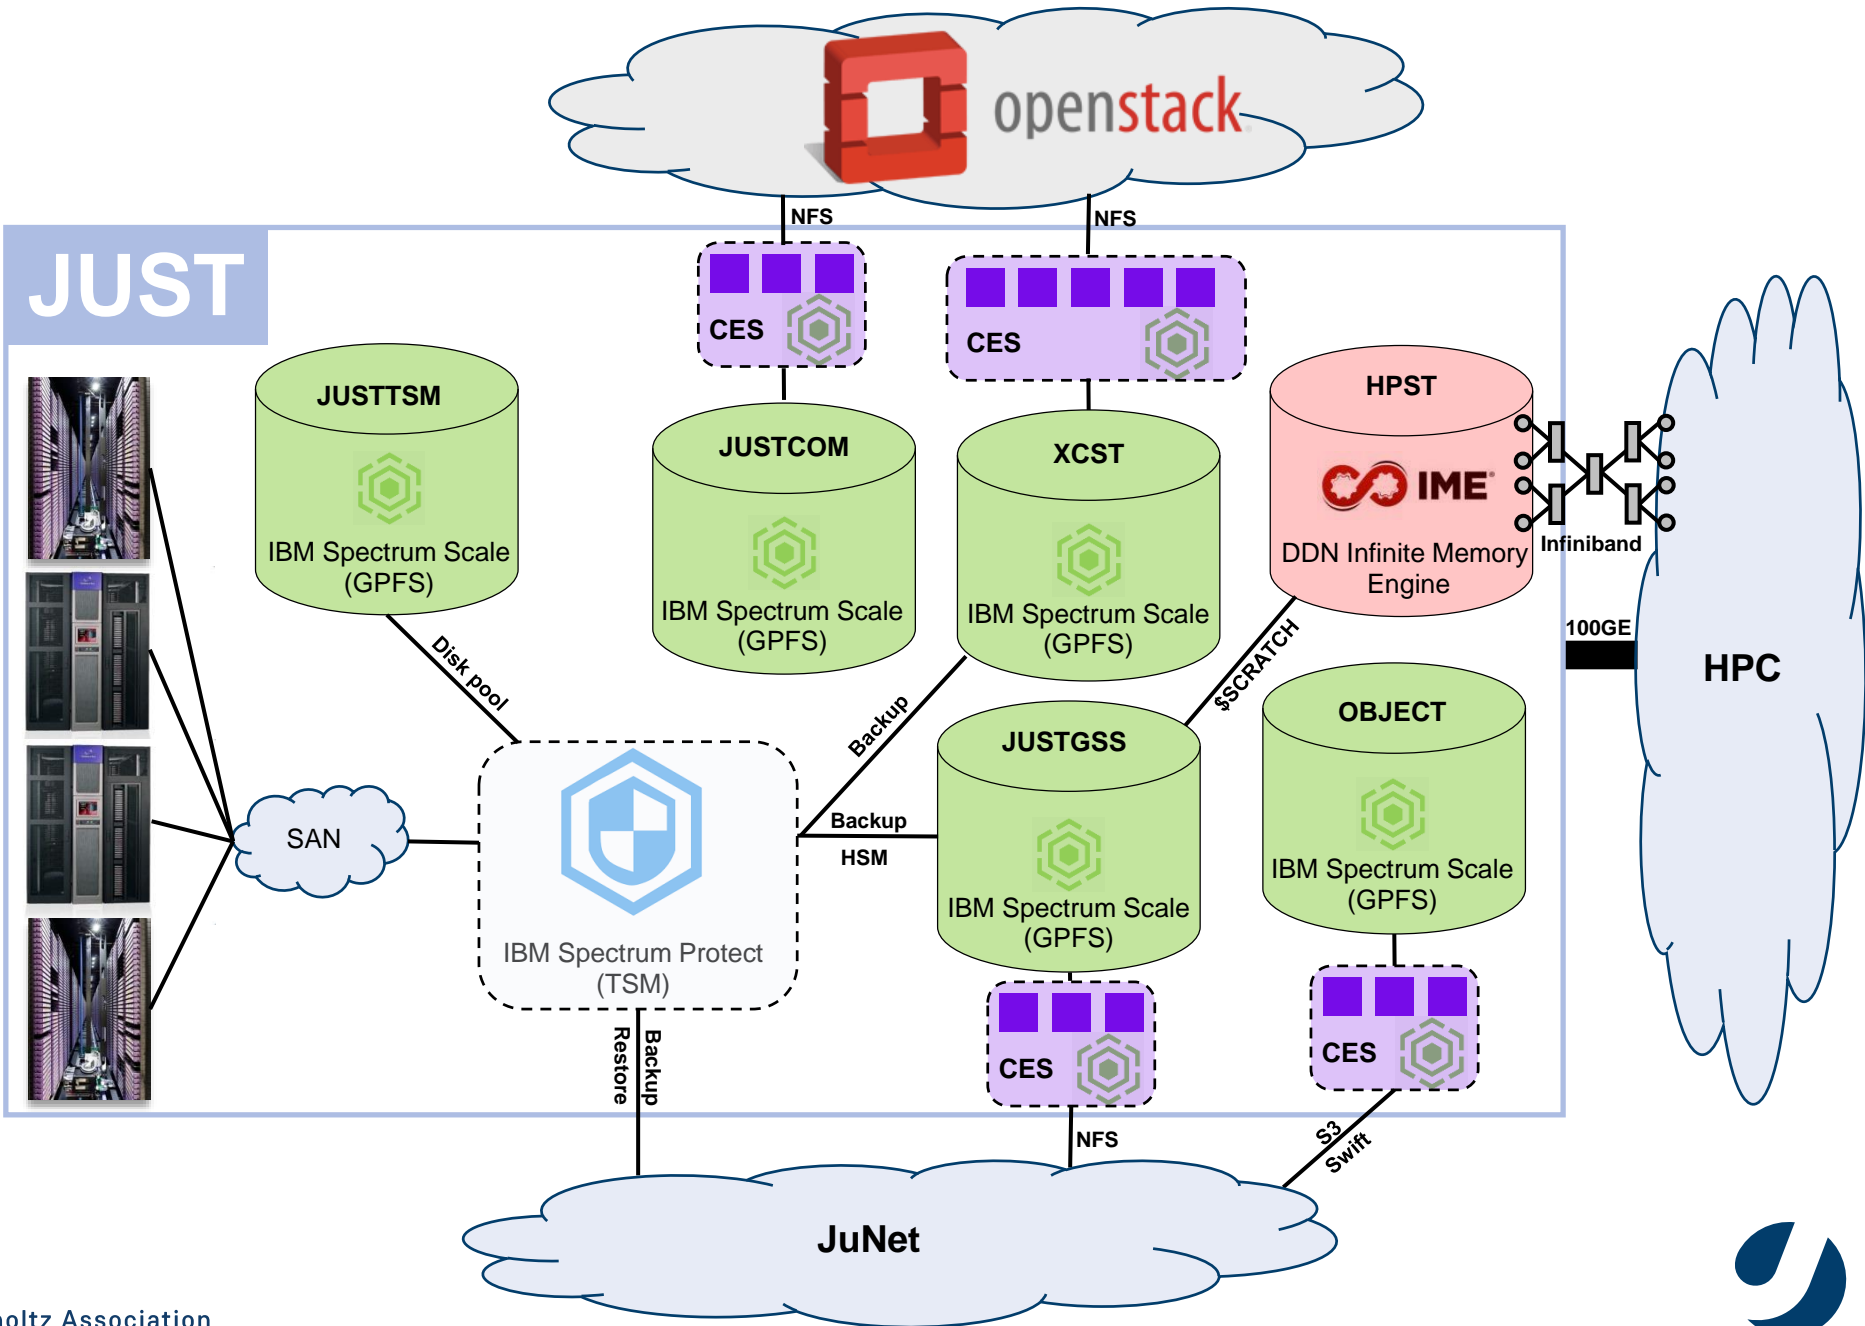 openstack
NFS
NFS
JUST
CES
CES
JUSTTSM
IBM Spectrum Scale
(GPFS)
JUSTCOM
IBM Spectrum Scale
(GPFS)
XCST
IBM Spectrum Scale
(GPFS)
HPST
IME
DDN Infinite Memory
Engine
Infiniband
100GE
HPC
Disk pool
Backup
$SCRATCH
SAN
IBM Spectrum Protect
(TSM)
Backup
HSM
JUSTGSS
IBM Spectrum Scale
(GPFS)
OBJECT
IBM Spectrum Scale
(GPFS)
CES
CES
Backup
Restore
NFS
S3
Swift
JuNet
Association